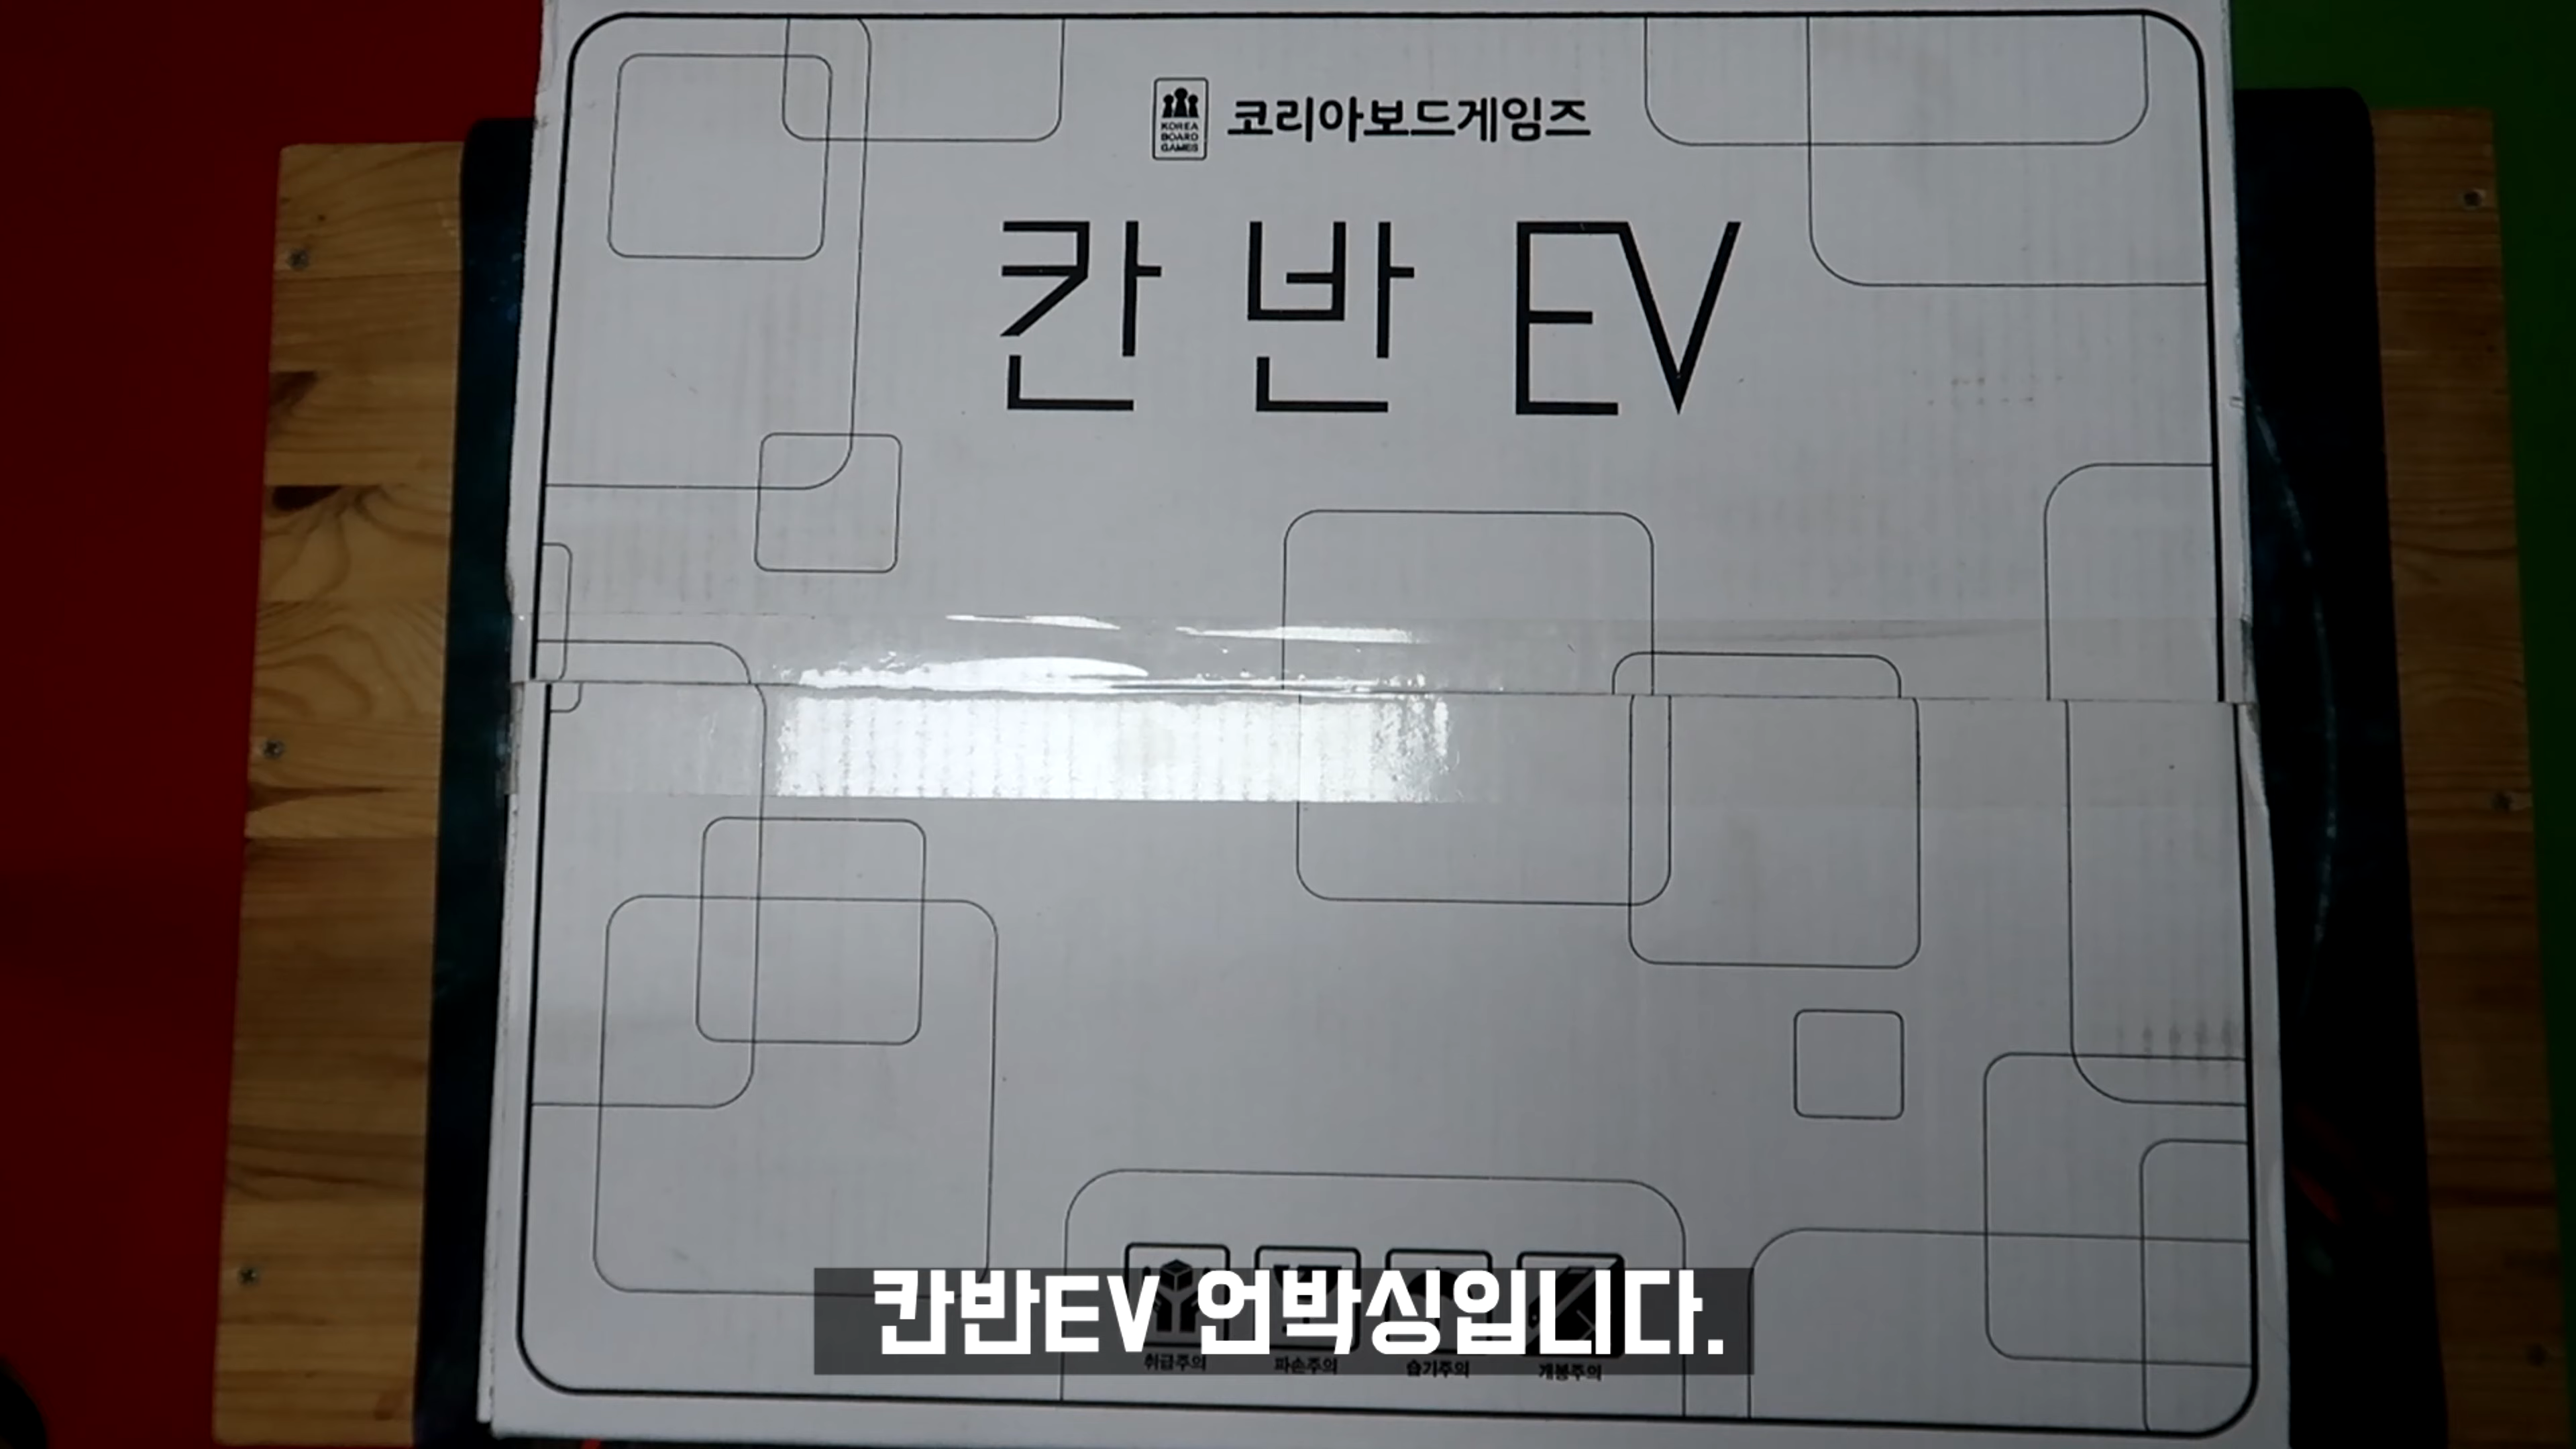 KOREA
BOARD
GAMES
코리아보드게임즈
칸반 EV
칸반EV 언박싱입니다.
취급주의 파손주의 습기주의 개봉주의